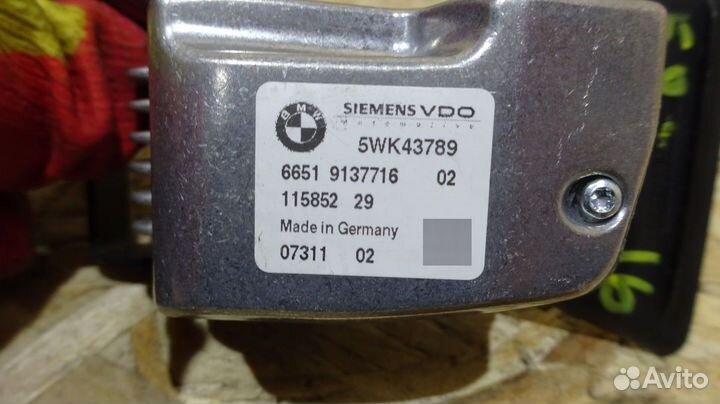 BMW
SIEMENS VDO
Automotive
5WK43789
6651 9137716 02
115852 29
Made in Germany
07311 02
Avito